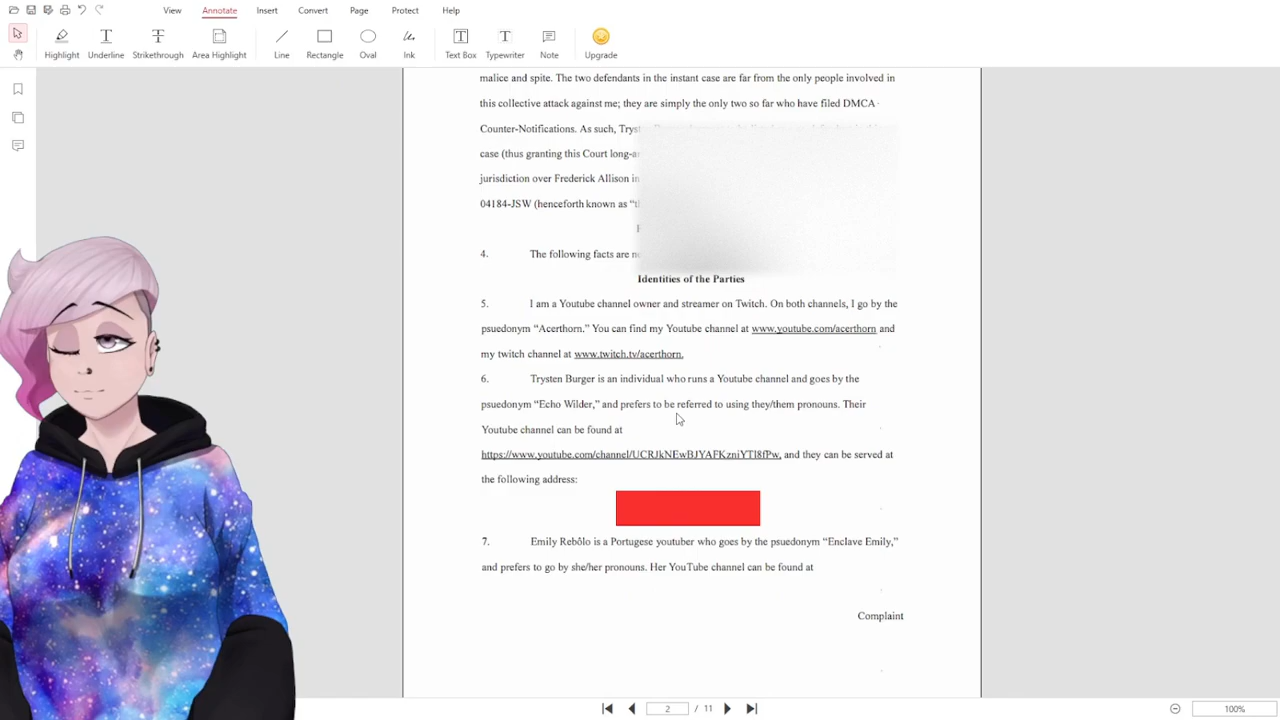 View Annotate Insert Convert Page Protect Help
Highlight Underline Strikethrough Area Highlight Line Rectangle Oval Ink Text Box Typewriter Note Upgrade
malice and spite. The two defendants in the instant case are far from the only people involved in
this collective attack against me; they are simply the only two so far who have filed DMCA
Counter-Notifications. As such,
case (thus granting this Court
jurisdiction over Frederick Allison in
04184-JSW (henceforth known as
4. The following facts are
Identities of the Parties
5. I am a Youtube channel owner and streamer on Twitch. On both channels, I go by the
psuedonym “Acerthorn.” You can find my Youtube channel at www.youtube.com/acerthorn and
my twitch channel at www.twitch.tv/acerthorn.
6. Trysten Burger is an individual who runs a Youtube channel and goes by the
psuedonym “Echo Wilder,” and prefers to be referred to using they/them pronouns. Their
Youtube channel can be found at
https://www.youtube.com/channel/UCRJkNEwBJYAFKzniYTI8fPw, and they can be served at
the following address:
7. Emily Rebôlo is a Portugese youtuber who goes by the psuedonym “Enclave Emily,”
and prefers to go by she/her pronouns. Her YouTube channel can be found at
Complaint
2 / 11
100%